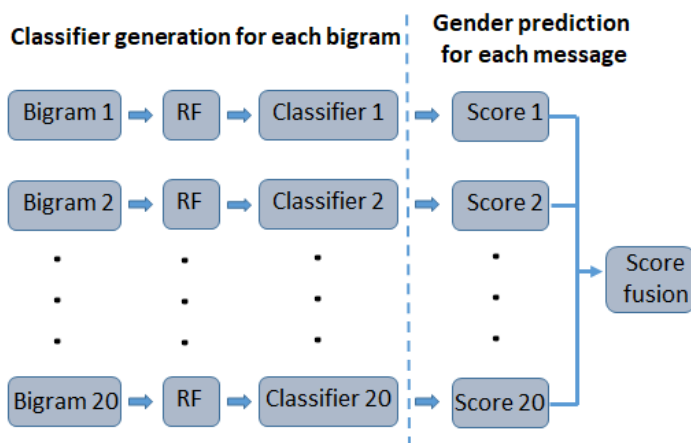 Classifier generation for each bigram
Gender prediction
for each message
Bigram 1
RF
Classifier 1
Score 1
Bigram 2
RF
Classifier 2
Score 2
Score
fusion
Bigram 20
RF
Classifier 20
Score 20